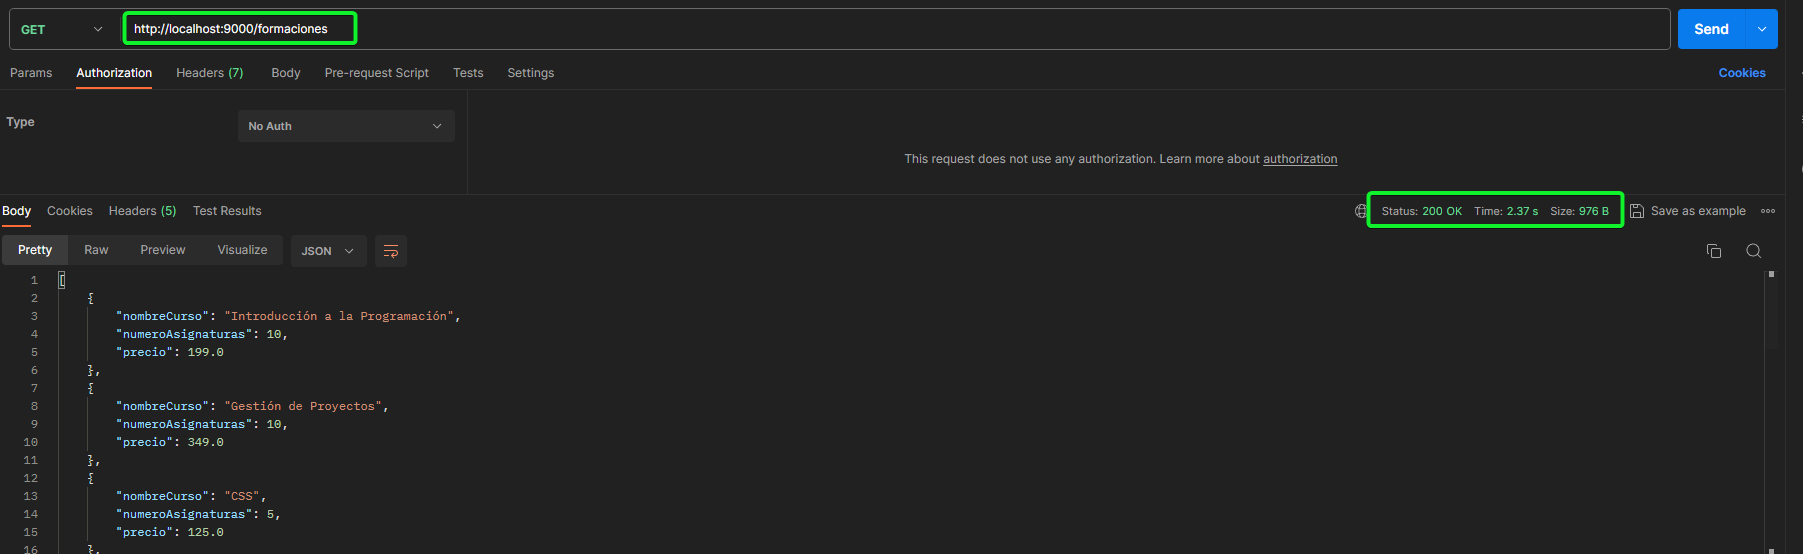 GET http://localhost:9000/formaciones Send
Params Authorization Headers (7) Body Pre-request Script Tests Settings Cookies
Type No Auth
This request does not use any authorization. Learn more about authorization
Body Cookies Headers (5) Test Results Status: 200 OK Time: 2.37 s Size: 976 B Save as example
Pretty Raw Preview Visualize JSON
1 [
2 {
3 "nombreCurso": "Introducción a la Programación",
4 "numeroAsignaturas": 10,
5 "precio": 199.0
6 },
7 {
8 "nombreCurso": "Gestión de Proyectos",
9 "numeroAsignaturas": 10,
10 "precio": 349.0
11 },
12 {
13 "nombreCurso": "CSS",
14 "numeroAsignaturas": 5,
15 "precio": 125.0
16 },